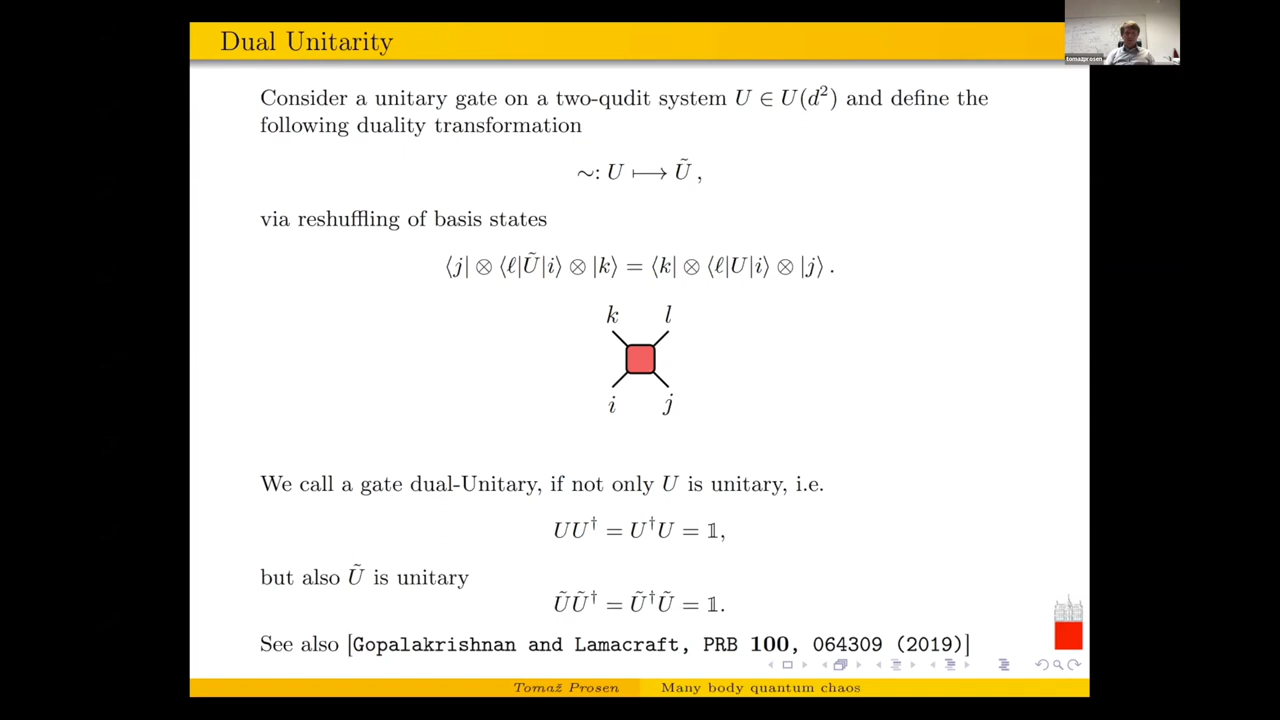 Dual Unitarity
tomazprosen
Consider a unitary gate on a two-qudit system U ∈ U(d²) and define the
following duality transformation
∼: U ⟼ Ũ ,
via reshuffling of basis states
⟨j| ⊗ ⟨ℓ|Ũ|i⟩ ⊗ |k⟩ = ⟨k| ⊗ ⟨ℓ|U|i⟩ ⊗ |j⟩ .
k l
i j
We call a gate dual-Unitary, if not only U is unitary, i.e.
UU† = U†U = 𝟙,
but also Ũ is unitary
ŨŨ† = Ũ†Ũ = 𝟙.
See also [Gopalakrishnan and Lamacraft, PRB 100, 064309 (2019)]
Tomaž Prosen Many body quantum chaos